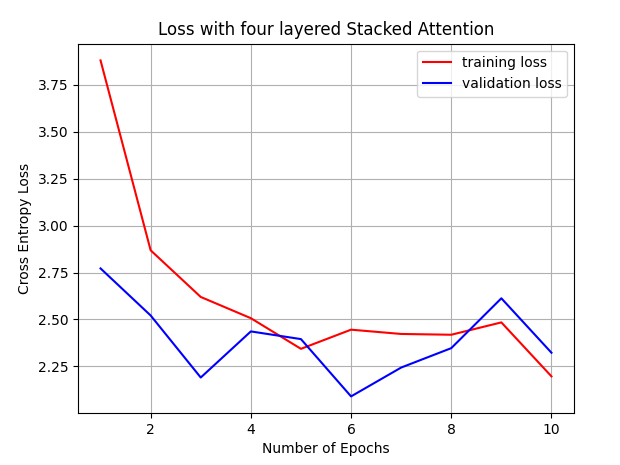 Loss with four layered Stacked Attention
training loss
validation loss
Cross Entropy Loss
3.75
3.50
3.25
3.00
2.75
2.50
2.25
2
4
6
8
10
Number of Epochs